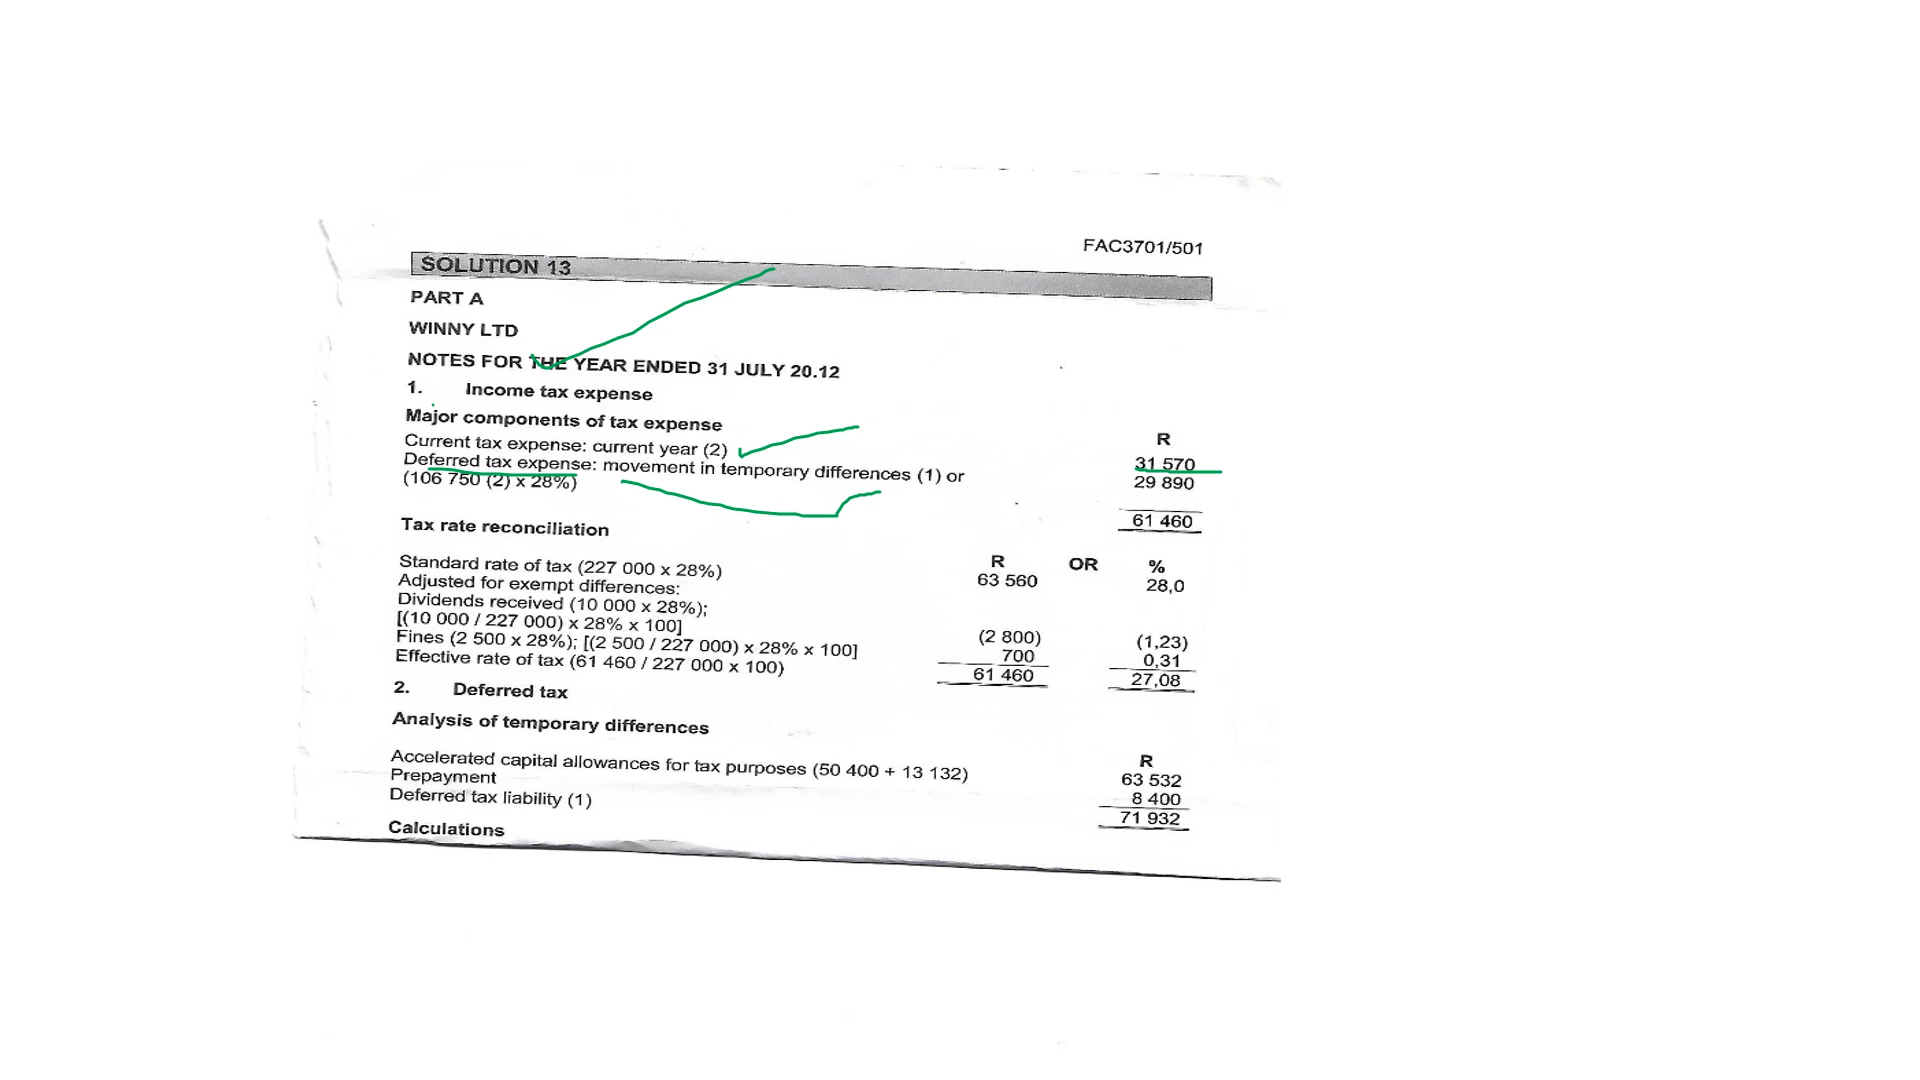 FAC3701/501
SOLUTION 13
PART A
WINNY LTD
NOTES FOR THE YEAR ENDED 31 JULY 20.12
1. Income tax expense
Major components of tax expense
R
Current tax expense: current year (2) 31 570
Deferred tax expense: movement in temporary differences (1) or
(106 750 (2) x 28%) 29 890
61 460
Tax rate reconciliation
R OR %
Standard rate of tax (227 000 x 28%) 63 560 28,0
Adjusted for exempt differences:
Dividends received (10 000 x 28%);
[(10 000 / 227 000) x 28% x 100] (2 800) (1,23)
Fines (2 500 x 28%); [(2 500 / 227 000) x 28% x 100] 700 0,31
Effective rate of tax (61 460 / 227 000 x 100) 61 460 27,08
2. Deferred tax
Analysis of temporary differences
R
Accelerated capital allowances for tax purposes (50 400 + 13 132) 63 532
Prepayment 8 400
Deferred tax liability (1) 71 932
Calculations